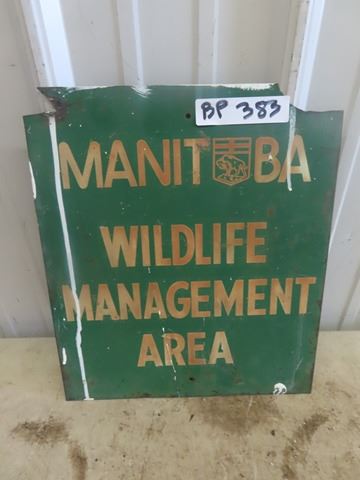 BP 383
MANITOBA
WILDLIFE
MANAGEMENT
AREA